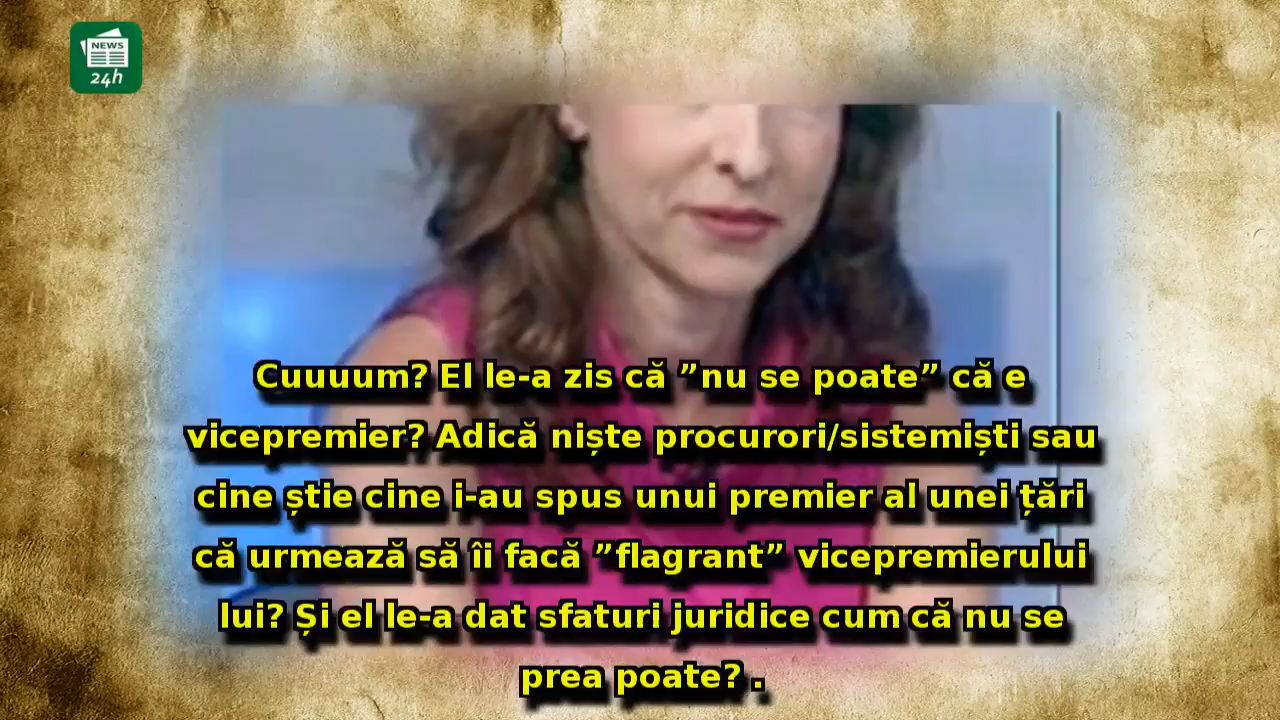 NEWS
24h
Cuuuum? El le-a zis că ”nu se poate” că e
vicepremier? Adică niște procurori/sistemiști sau
cine știe cine i-au spus unui premier al unei țări
că urmează să îi facă ”flagrant” vicepremierului
lui? Și el le-a dat sfaturi juridice cum că nu se
prea poate? .